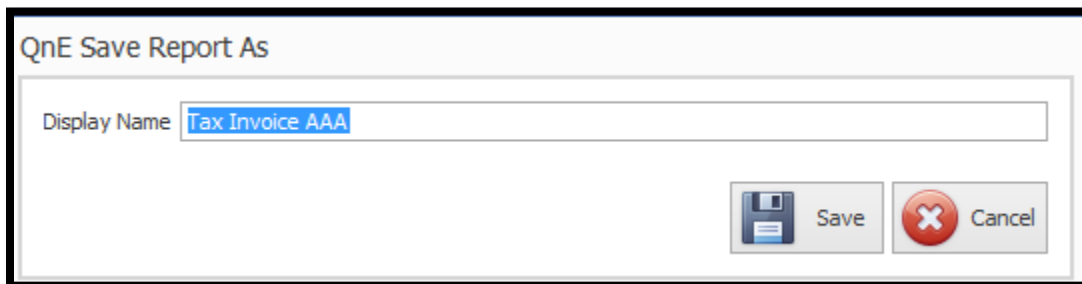 QnE Save Report As
Display Name Tax Invoice AAA
Save Cancel